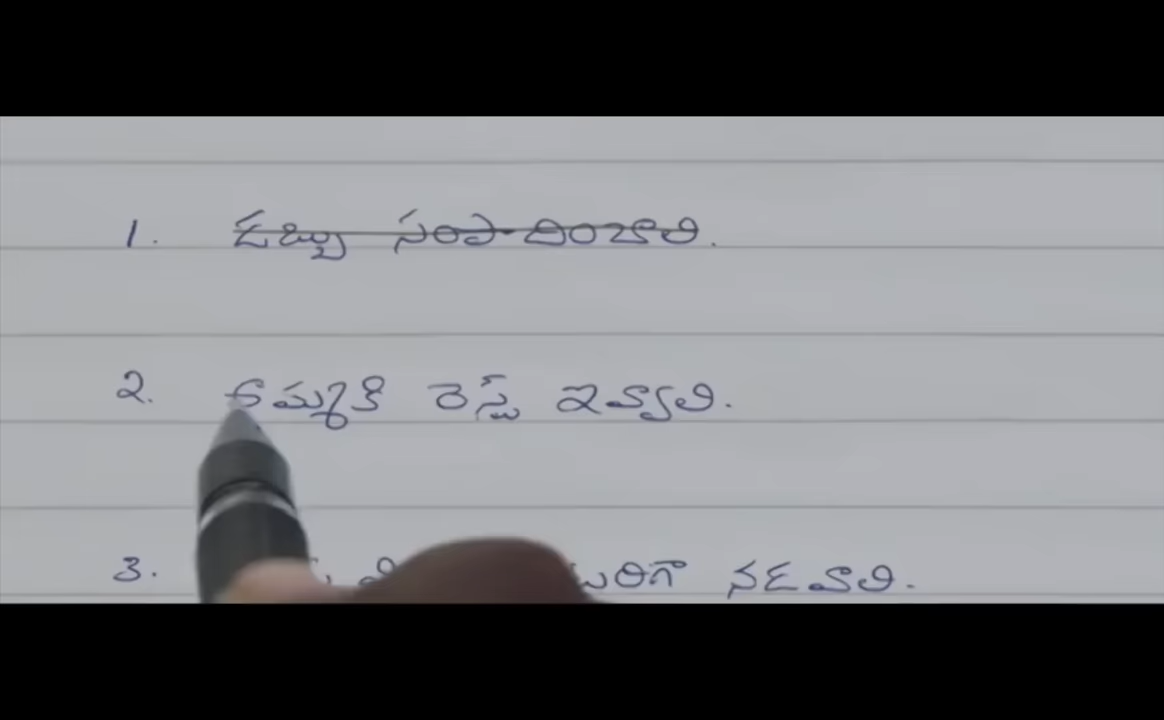 1. డబ్బు సంపాదించాలి.
2. అమ్మకి రెస్ట్ ఇవ్వాలి.
3. నడవాలి.